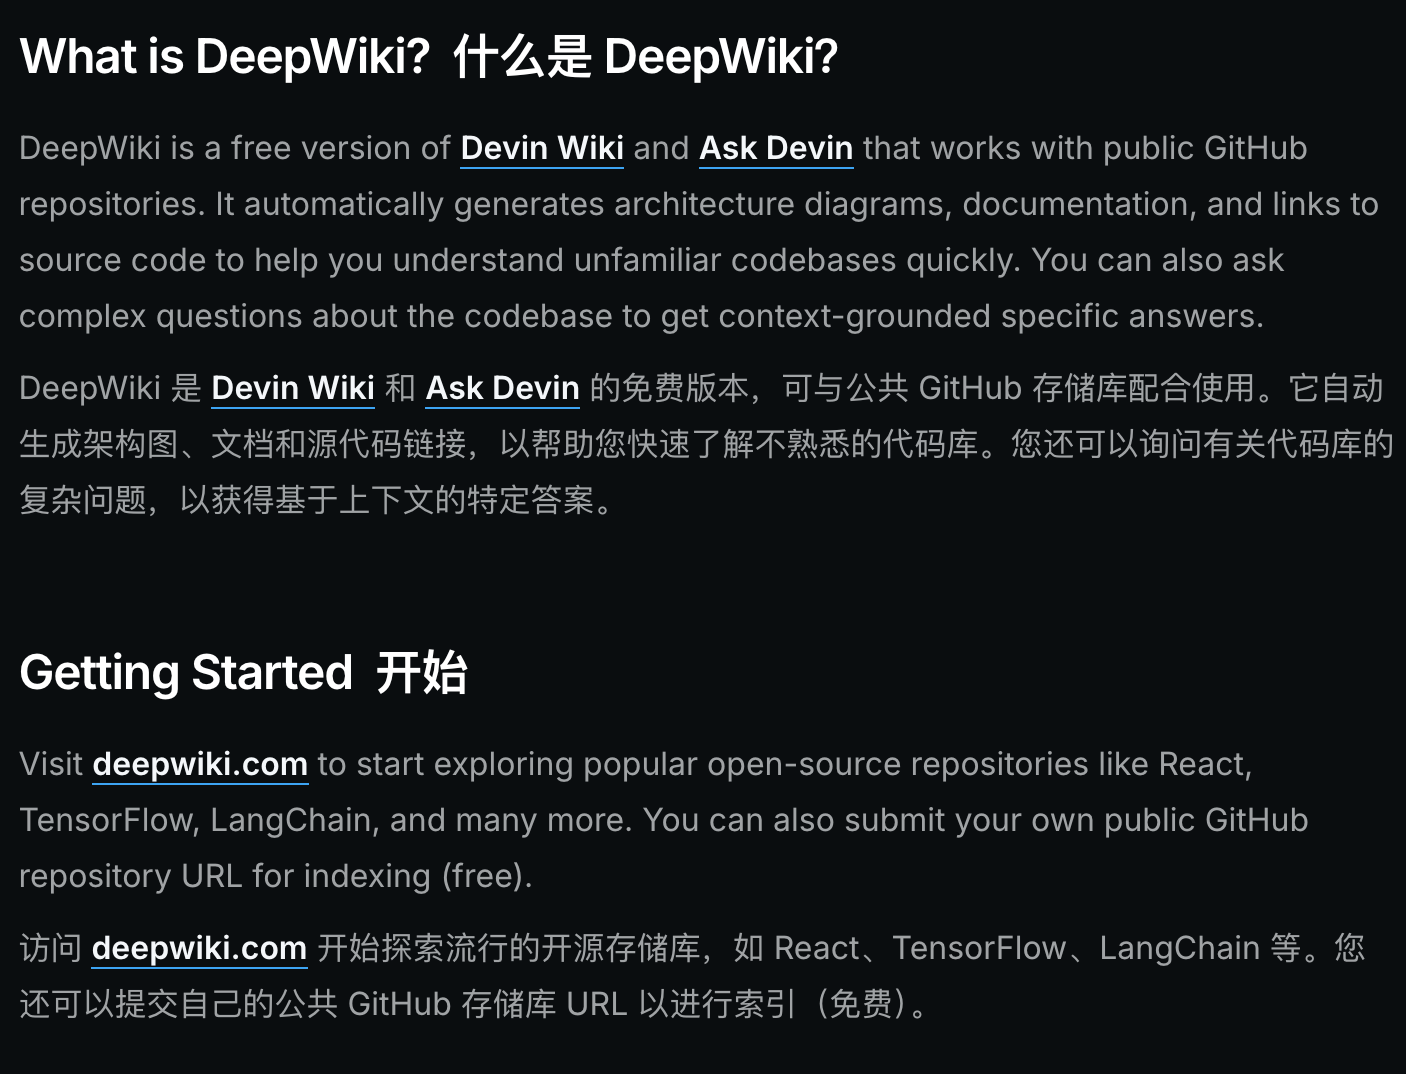 What is DeepWiki? 什么是 DeepWiki?
DeepWiki is a free version of Devin Wiki and Ask Devin that works with public GitHub
repositories. It automatically generates architecture diagrams, documentation, and links to
source code to help you understand unfamiliar codebases quickly. You can also ask
complex questions about the codebase to get context-grounded specific answers.
DeepWiki 是 Devin Wiki 和 Ask Devin 的免费版本，可与公共 GitHub 存储库配合使用。它自动
生成架构图、文档和源代码链接，以帮助您快速了解不熟悉的代码库。您还可以询问有关代码库的
复杂问题，以获得基于上下文的特定答案。
Getting Started 开始
Visit deepwiki.com to start exploring popular open-source repositories like React,
TensorFlow, LangChain, and many more. You can also submit your own public GitHub
repository URL for indexing (free).
访问 deepwiki.com 开始探索流行的开源存储库，如 React、TensorFlow、LangChain 等。您
还可以提交自己的公共 GitHub 存储库 URL 以进行索引（免费）。